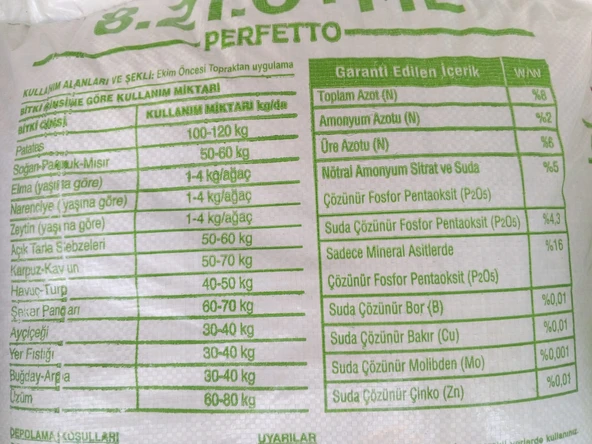 PERFETTO
KULLANIM ALANLARI VE ŞEKLİ: Ekim Öncesi Topraktan uygulama
BİTKİ CİNSİNE GÖRE KULLANIM MİKTARI
BİTKİ CİNSİ KULLANIM MİKTARI kg/da
Patates 100-120 kg
Soğan-Pamuk-Mısır 50-60 kg
Elma (yaşına göre) 1-4 kg/ağaç
Narenciye (yaşına göre) 1-4 kg/ağaç
Zeytin (yaşına göre) 1-4 kg/ağaç
Açık Tarla Sebzeleri 50-60 kg
Karpuz-Kavun 50-70 kg
Havuç-Turp 40-50 kg
Şeker Pancarı 60-70 kg
Ayçiçeği 30-40 kg
Yer Fıstığı 30-40 kg
Buğday-Arpa 30-40 kg
Üzüm 60-80 kg
DEPOLAMA KOŞULLARI
UYARILAR
Garanti Edilen İçerik W/W
Toplam Azot (N) %8
Amonyum Azotu (N) %2
Üre Azotu (N) %6
Nötral Amonyum Sitrat ve Suda %5
Çözünür Fosfor Pentaoksit (P2O5)
Suda Çözünür Fosfor Pentaoksit (P2O5) %4,3
Sadece Mineral Asitlerde %16
Çözünür Fosfor Pentaoksit (P2O5)
Suda Çözünür Bor (B) %0,01
Suda Çözünür Bakır (Cu) %0,01
Suda Çözünür Molibden (Mo) %0,001
Suda Çözünür Çinko (Zn) %0,01